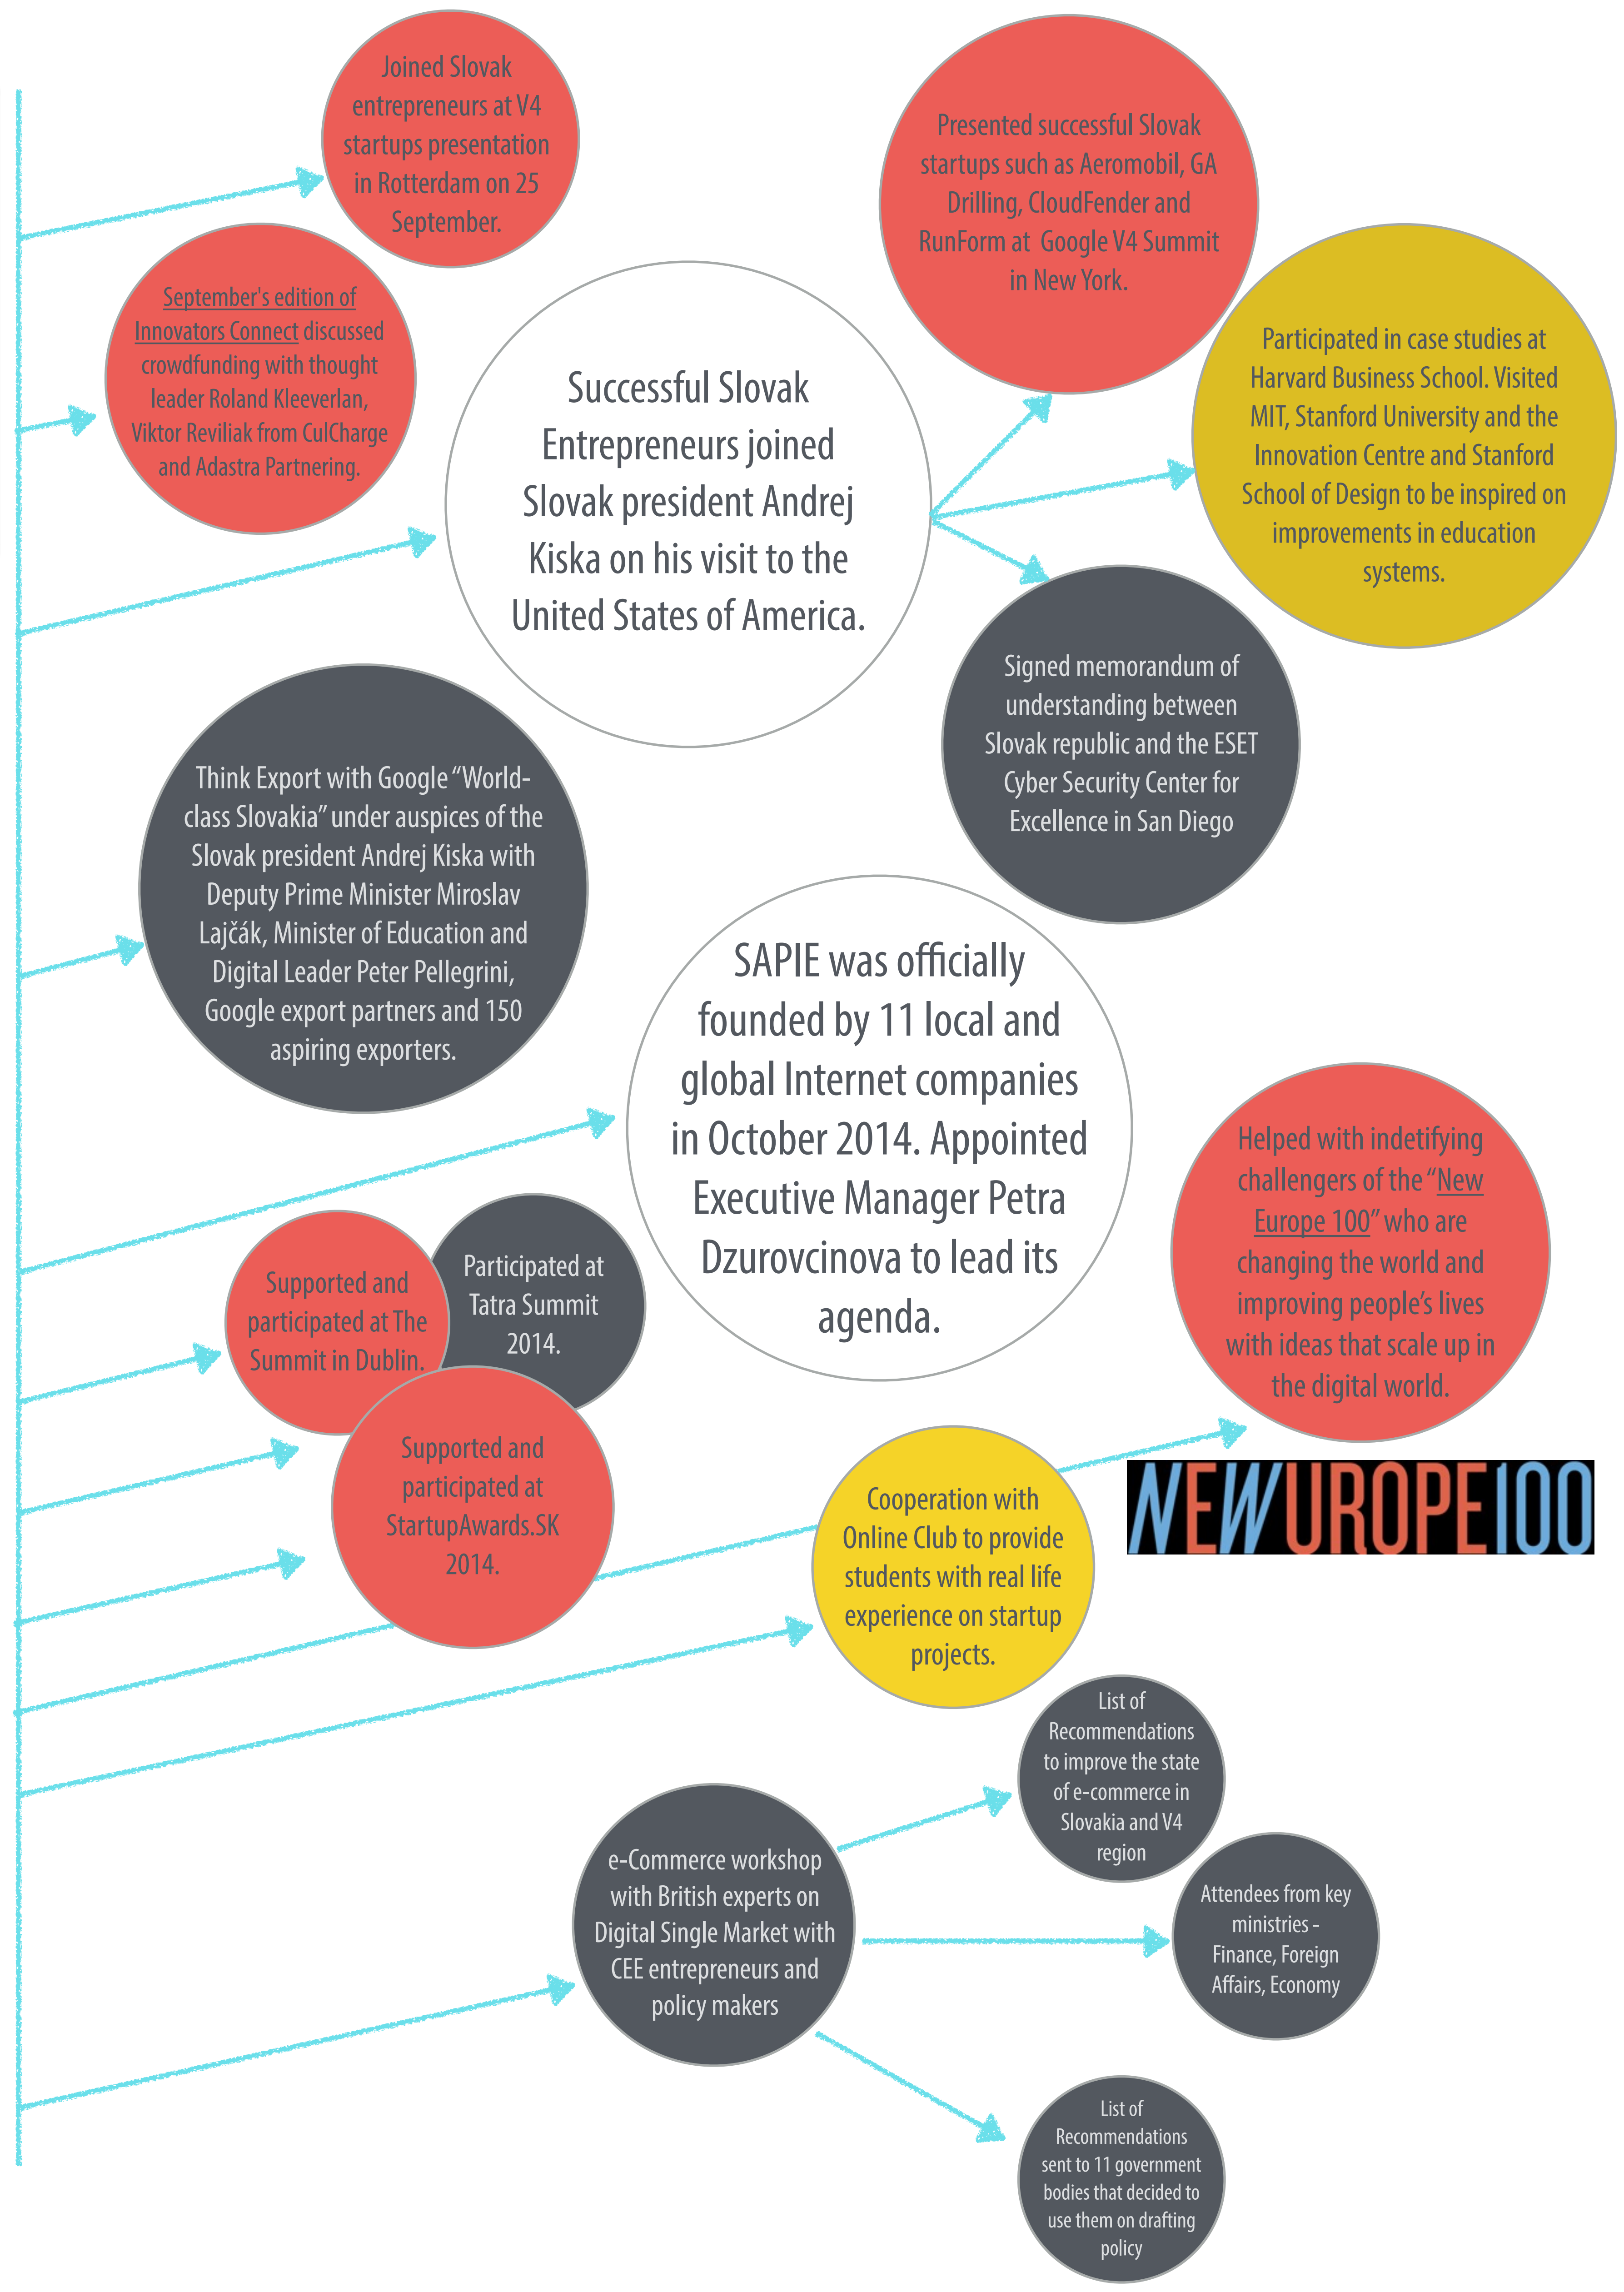 Joined Slovak
entrepreneurs at V4
startups presentation
in Rotterdam on 25
September.
Presented successful Slovak
startups such as Aeromobil, GA
Drilling, CloudFender and
RunForm at Google V4 Summit
in New York.
September's edition of
Innovators Connect discussed
crowdfunding with thought
leader Roland Kleeverlan,
Viktor Reviliak from CulCharge
and Adastra Partnering.
Successful Slovak
Entrepreneurs joined
Slovak president Andrej
Kiska on his visit to the
United States of America.
Participated in case studies at
Harvard Business School. Visited
MIT, Stanford University and the
Innovation Centre and Stanford
School of Design to be inspired on
improvements in education
systems.
Signed memorandum of
understanding between
Slovak republic and the ESET
Cyber Security Center for
Excellence in San Diego
Think Export with Google “World-
class Slovakia” under auspices of the
Slovak president Andrej Kiska with
Deputy Prime Minister Miroslav
Lajčák, Minister of Education and
Digital Leader Peter Pellegrini,
Google export partners and 150
aspiring exporters.
SAPIE was officially
founded by 11 local and
global Internet companies
in October 2014. Appointed
Executive Manager Petra
Dzurovcinova to lead its
agenda.
Supported and
participated at The
Summit in Dublin.
Participated at
Tatra Summit
2014.
Supported and
participated at
StartupAwards.SK
2014.
Helped with indetifying
challengers of the “New
Europe 100” who are
changing the world and
improving people’s lives
with ideas that scale up in
the digital world.
NEWUROPE100
Cooperation with
Online Club to provide
students with real life
experience on startup
projects.
e-Commerce workshop
with British experts on
Digital Single Market with
CEE entrepreneurs and
policy makers
List of
Recommendations
to improve the state
of e-commerce in
Slovakia and V4
region
Attendees from key
ministries -
Finance, Foreign
Affairs, Economy
List of
Recommendations
sent to 11 government
bodies that decided to
use them on drafting
policy